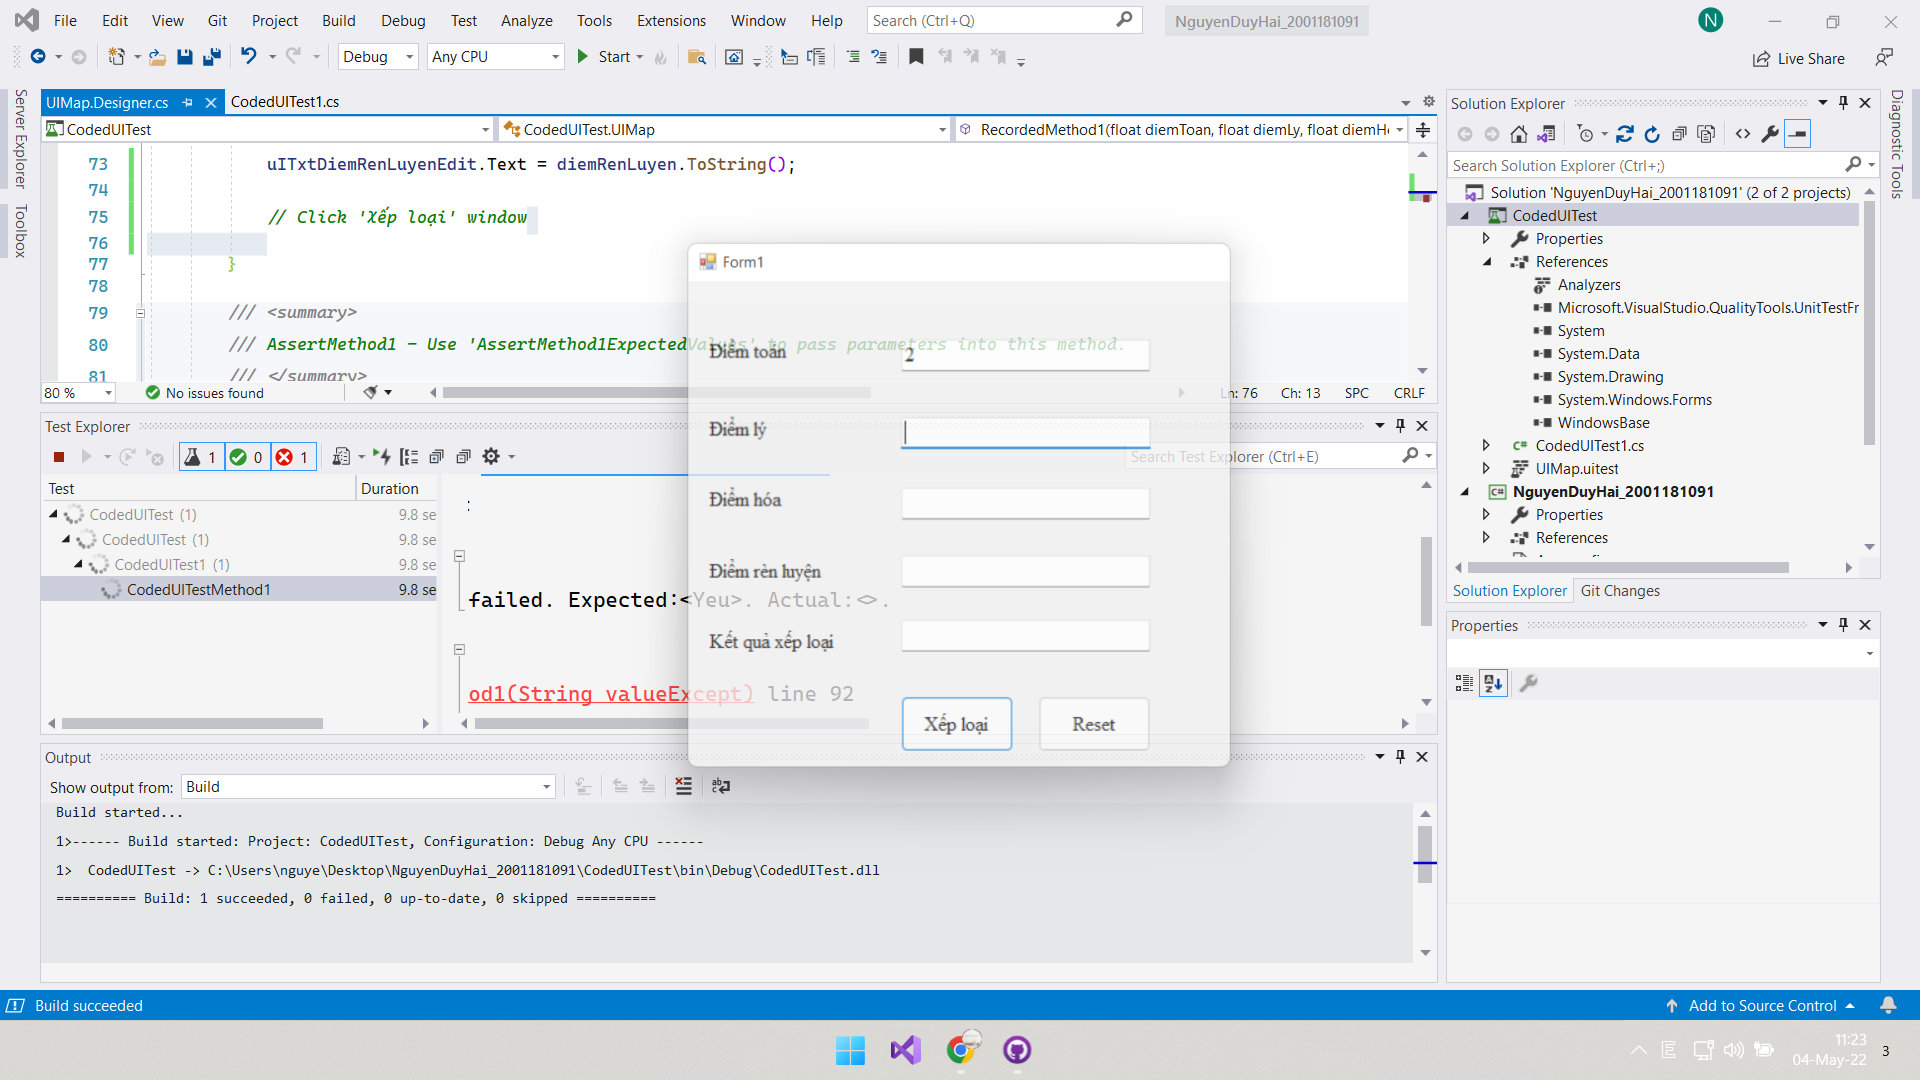 File Edit View Git Project Build Debug Test Analyze Tools Extensions Window Help Search (Ctrl+Q) NguyenDuyHai_2001181091 N
Debug Any CPU Start Live Share
Server Explorer
Toolbox
UIMap.Designer.cs CodedUITest1.cs
CodedUITest CodedUITest.UIMap RecordedMethod1(float diemToan, float diemLy, float diemHo
73 uITxtDiemRenLuyenEdit.Text = diemRenLuyen.ToString();
74
75 // Click 'Xếp loại' window
76
77 }
78
79 /// <summary>
80 /// AssertMethod1 - Use 'AssertMethod1ExpectedValues' to pass parameters into this method.
81 /// </summary>
80 % No issues found Ln: 76 Ch: 13 SPC CRLF
Test Explorer
1 0 1 Search Test Explorer (Ctrl+E)
Test Duration
CodedUITest (1) 9.8 se
CodedUITest (1) 9.8 se
CodedUITest1 (1) 9.8 se
CodedUITestMethod1 9.8 se
:
failed. Expected:<Yeu>. Actual:<>.
od1(String valueExcept) line 92
Form1
Điểm toán 2
Điểm lý
Điểm hóa
Điểm rèn luyện
Kết quả xếp loại
Xếp loại Reset
Output
Show output from: Build
Build started...
1>------ Build started: Project: CodedUITest, Configuration: Debug Any CPU ------
1>  CodedUITest -> C:\Users\nguye\Desktop\NguyenDuyHai_2001181091\CodedUITest\bin\Debug\CodedUITest.dll
========== Build: 1 succeeded, 0 failed, 0 up-to-date, 0 skipped ==========
Solution Explorer
Search Solution Explorer (Ctrl+;)
Solution 'NguyenDuyHai_2001181091' (2 of 2 projects)
CodedUITest
Properties
References
Analyzers
Microsoft.VisualStudio.QualityTools.UnitTestFr
System
System.Data
System.Drawing
System.Windows.Forms
WindowsBase
CodedUITest1.cs
UIMap.uitest
NguyenDuyHai_2001181091
Properties
References
Solution Explorer Git Changes
Properties
Diagnostic Tools
Build succeeded Add to Source Control
11:23
04-May-22 3